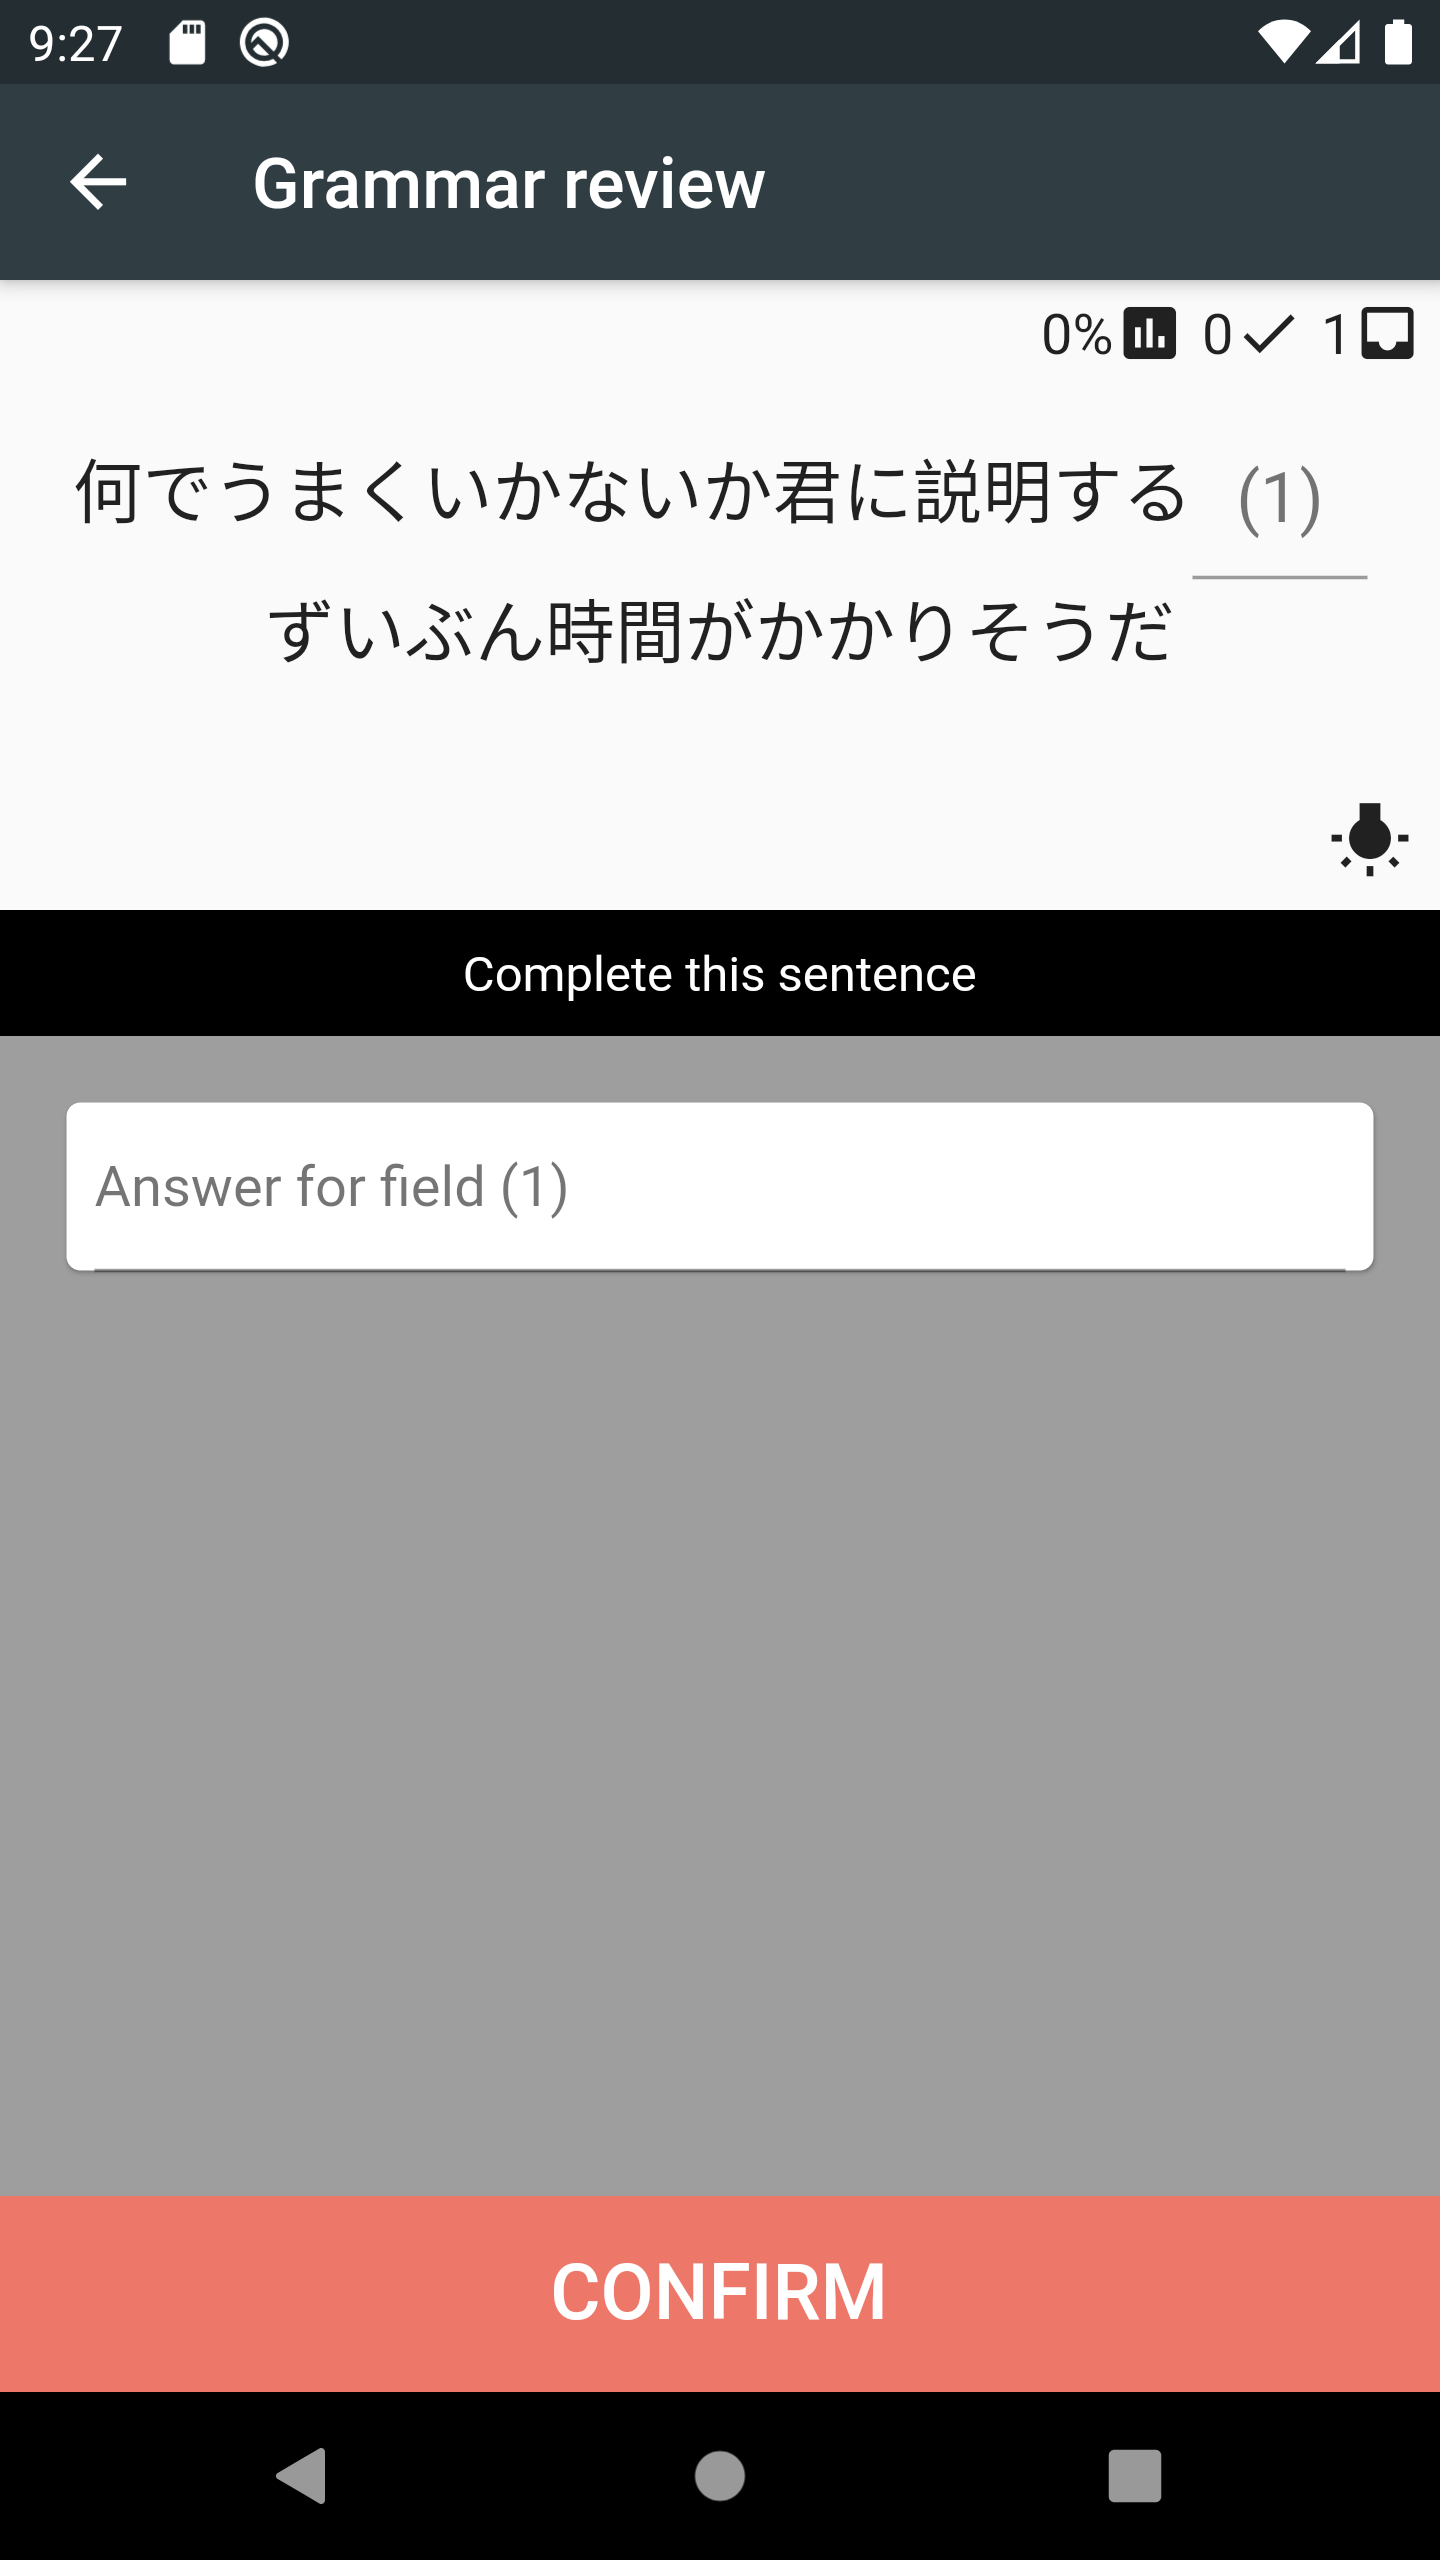 9:27
Grammar review
0% 0 1
何でうまくいかないか君に説明する (1)
ずいぶん時間がかかりそうだ
Complete this sentence
Answer for field (1)
CONFIRM